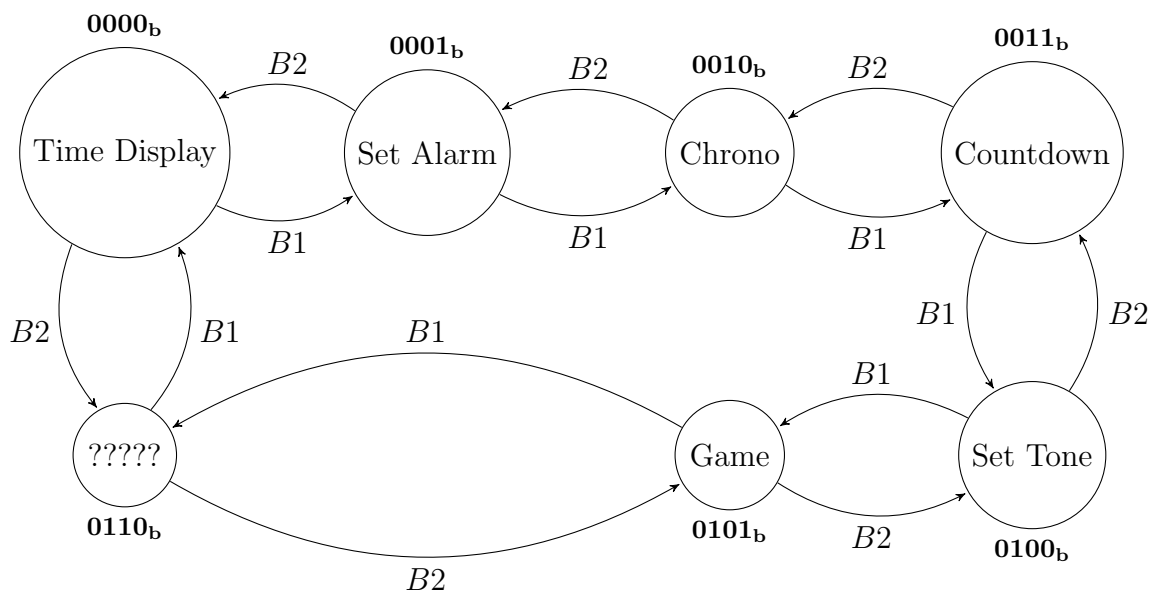 0000b
0001b
0010b
0011b
B2
B2
B2
Time Display
Set Alarm
Chrono
Countdown
B1
B1
B1
B2
B1
B1
B1
B2
B1
?????
Game
Set Tone
0110b
0101b
0100b
B2
B2